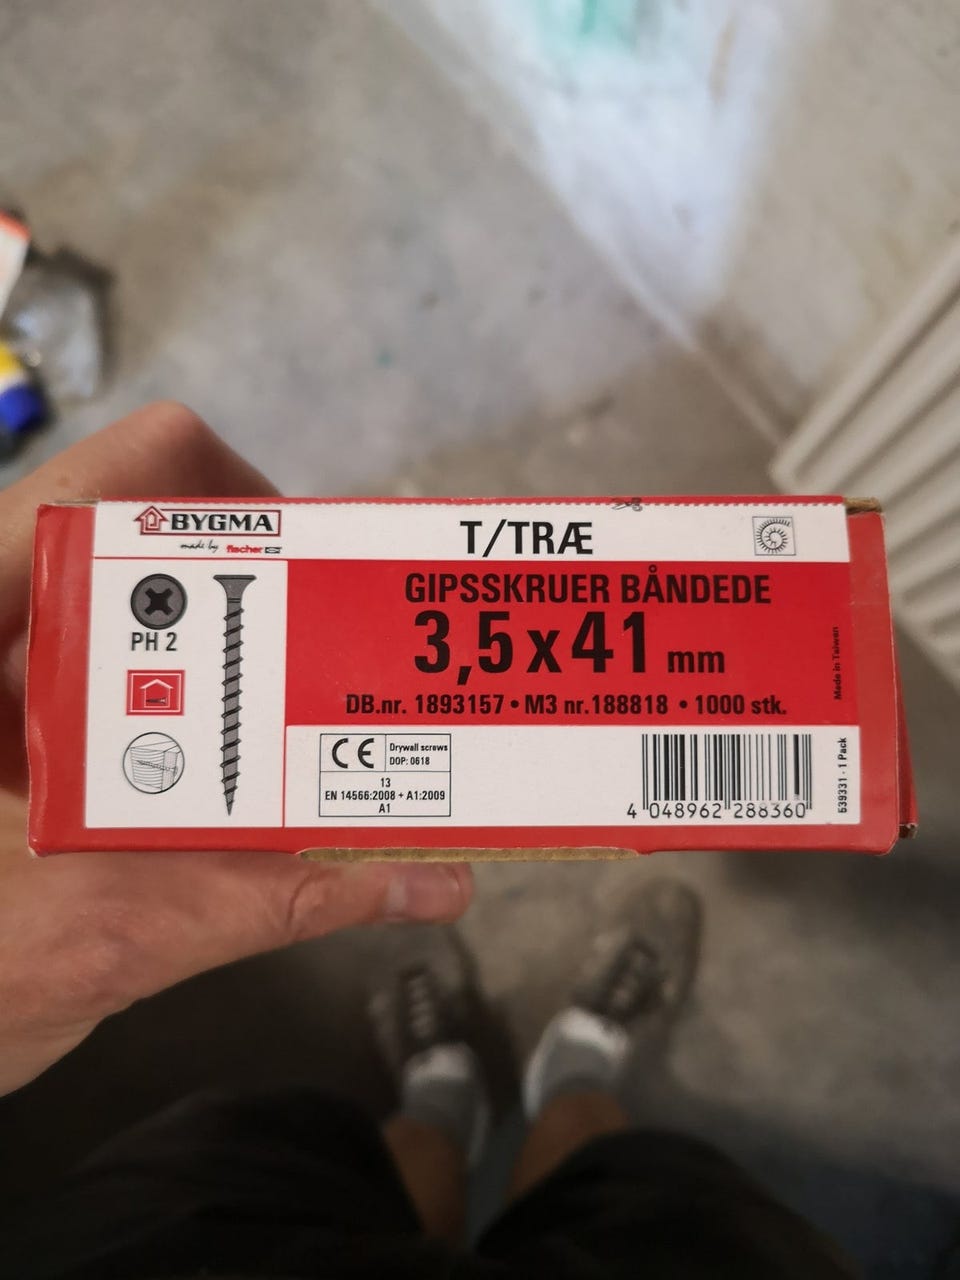 BYGMA
made by fischer
T/TRÆ
PH 2
GIPSSKRUER BÅNDEDE
3,5 x 41 mm
DB.nr. 1893157 • M3 nr.188818 • 1000 stk.
Made in Taiwan
CE
Drywall screws
DOP: 0618
13
EN 14566:2008 + A1:2009
A1
4 048962 288360
539331 - 1 Pack